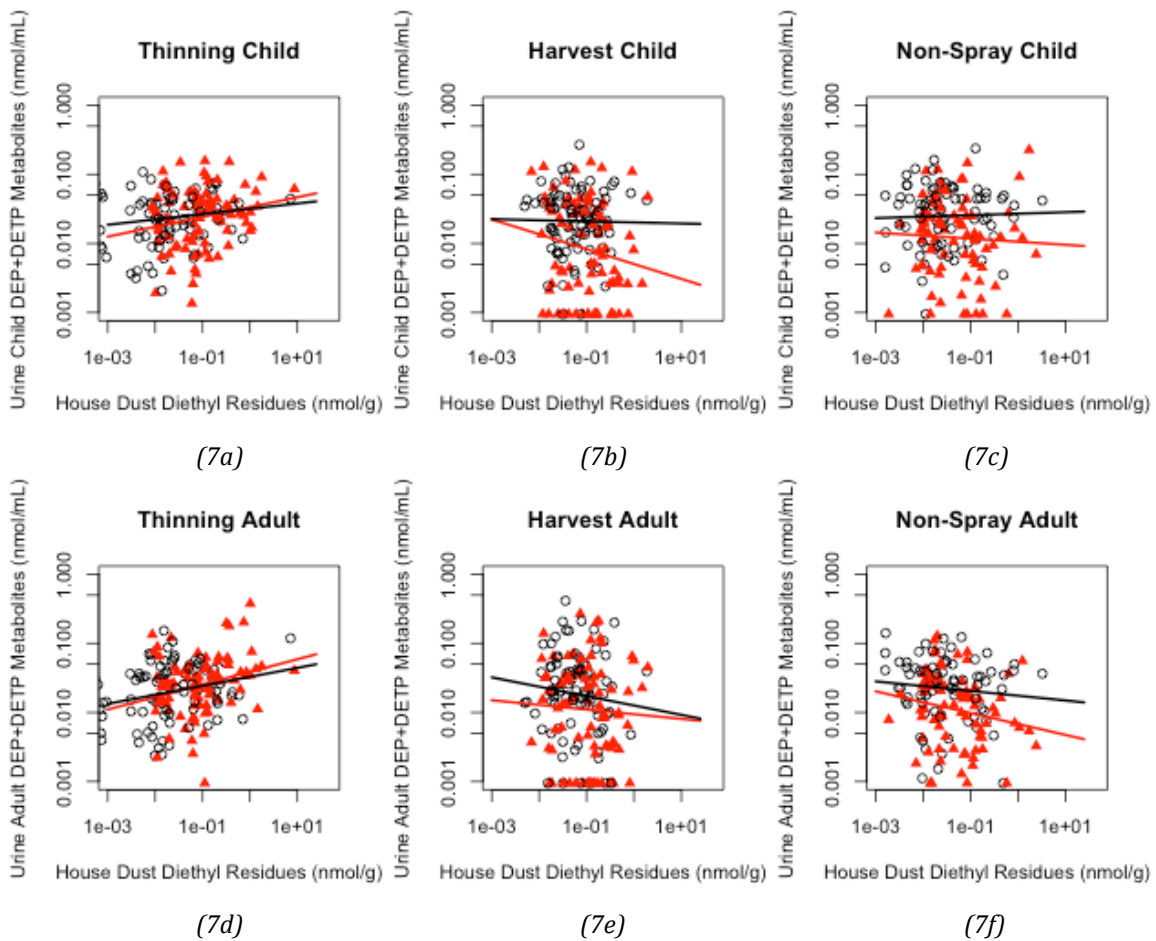 Thinning Child
Harvest Child
Non-Spray Child
Urine Child DEP+DETP Metabolites (nmol/mL)
1.000
0.100
0.010
0.001
1e-03
1e-01
1e+01
House Dust Diethyl Residues (nmol/g)
(7a)
Urine Child DEP+DETP Metabolites (nmol/mL)
1.000
0.100
0.010
0.001
1e-03
1e-01
1e+01
House Dust Diethyl Residues (nmol/g)
(7b)
Urine Child DEP+DETP Metabolites (nmol/mL)
1.000
0.100
0.010
0.001
1e-03
1e-01
1e+01
House Dust Diethyl Residues (nmol/g)
(7c)
Thinning Adult
Harvest Adult
Non-Spray Adult
Urine Adult DEP+DETP Metabolites (nmol/mL)
1.000
0.100
0.010
0.001
1e-03
1e-01
1e+01
House Dust Diethyl Residues (nmol/g)
(7d)
Urine Adult DEP+DETP Metabolites (nmol/mL)
1.000
0.100
0.010
0.001
1e-03
1e-01
1e+01
House Dust Diethyl Residues (nmol/g)
(7e)
Urine Adult DEP+DETP Metabolites (nmol/mL)
1.000
0.100
0.010
0.001
1e-03
1e-01
1e+01
House Dust Diethyl Residues (nmol/g)
(7f)